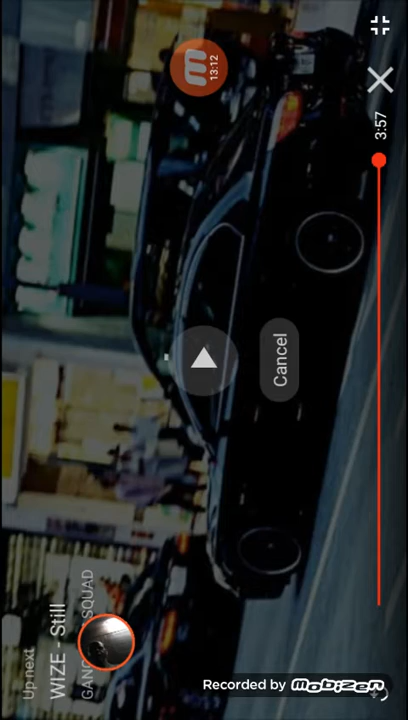 Up next
WIZE - Still
SQUAD
Cancel
3:57
m
13:12
Recorded by mobizen